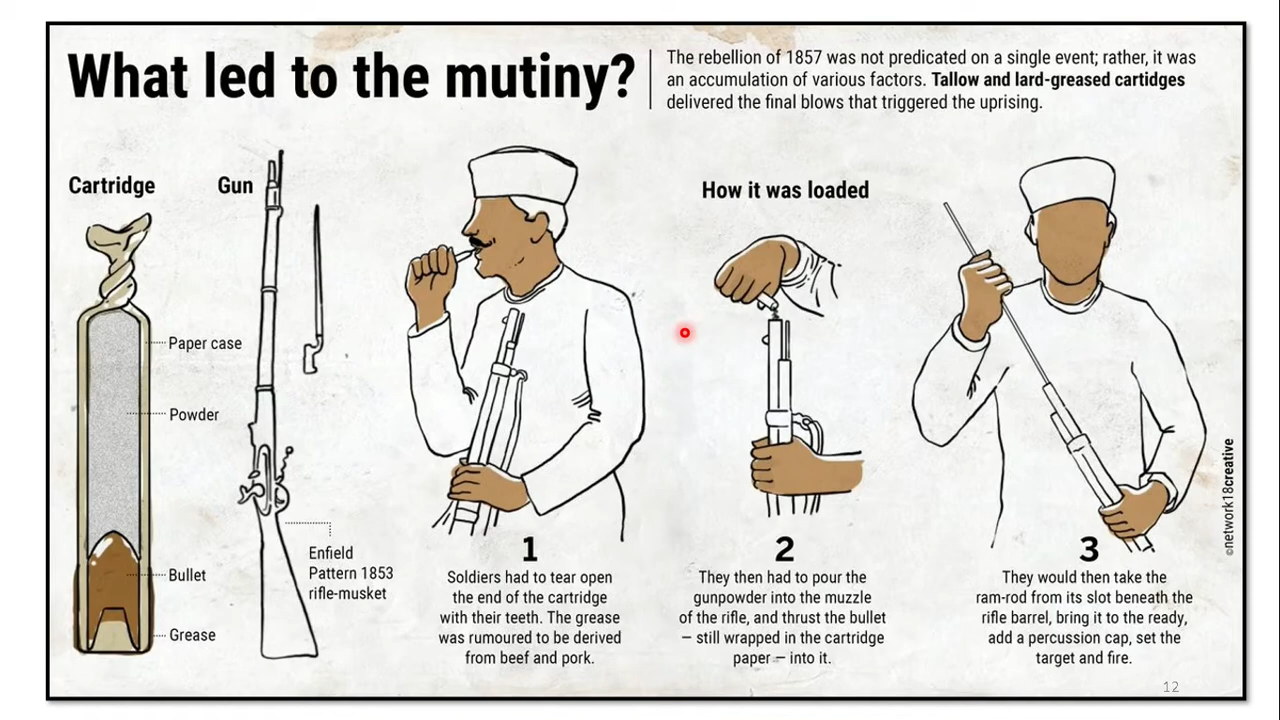 What led to the mutiny?
The rebellion of 1857 was not predicated on a single event; rather, it was
an accumulation of various factors. Tallow and lard-greased cartidges
delivered the final blows that triggered the uprising.
Cartridge
Gun
How it was loaded
Paper case
Powder
Bullet
Grease
Enfield
Pattern 1853
rifle-musket
1
Soldiers had to tear open
the end of the cartridge
with their teeth. The grease
was rumoured to be derived
from beef and pork.
2
They then had to pour the
gunpowder into the muzzle
of the rifle, and thrust the bullet
— still wrapped in the cartridge
paper — into it.
3
They would then take the
ram-rod from its slot beneath the
rifle barrel, bring it to the ready,
add a percussion cap, set the
target and fire.
©network18creative
12